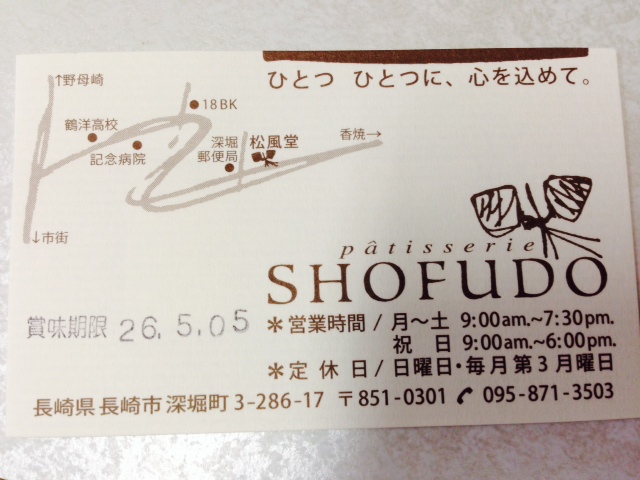 ひとつ ひとつに、心を込めて。
↑野母崎
18BK
鶴洋高校
記念病院
深堀
郵便局
松風堂
香焼→
↓市街
pâtisserie
SHOFUDO
賞味期限 26.5.05
＊営業時間 / 月〜土 9:00am.~7:30pm.
祝 日 9:00am.~6:00pm.
＊定 休 日 / 日曜日・毎月第3月曜日
長崎県長崎市深堀町3-286-17 〒851-0301 095-871-3503